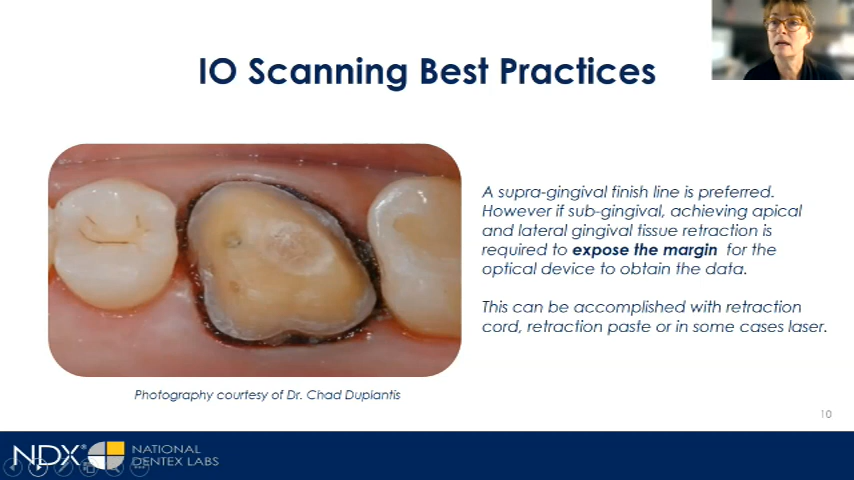 IO Scanning Best Practices
A supra-gingival finish line is preferred.
However if sub-gingival, achieving apical
and lateral gingival tissue retraction is
required to expose the margin for the
optical device to obtain the data.
This can be accomplished with retraction
cord, retraction paste or in some cases laser.
Photography courtesy of Dr. Chad Duplantis
10
NDX®
NATIONAL
DENTEX LABS